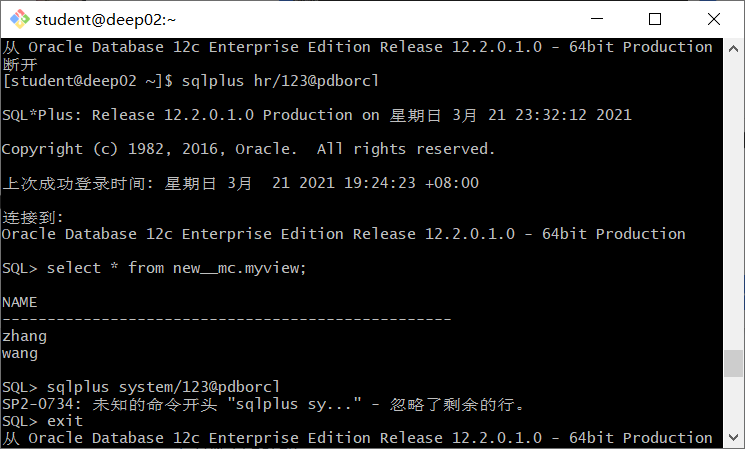 student@deep02:~
从 Oracle Database 12c Enterprise Edition Release 12.2.0.1.0 - 64bit Production
断开
[student@deep02 ~]$ sqlplus hr/123@pdborcl
SQL*Plus: Release 12.2.0.1.0 Production on 星期日 3月 21 23:32:12 2021
Copyright (c) 1982, 2016, Oracle.  All rights reserved.
上次成功登录时间: 星期日 3月  21 2021 19:24:23 +08:00
连接到:
Oracle Database 12c Enterprise Edition Release 12.2.0.1.0 - 64bit Production
SQL> select * from new__mc.myview;
NAME
--------------------------------------------------
zhang
wang
SQL> sqlplus system/123@pdborcl
SP2-0734: 未知的命令开头 "sqlplus sy..." - 忽略了剩余的行。
SQL> exit
从 Oracle Database 12c Enterprise Edition Release 12.2.0.1.0 - 64bit Production